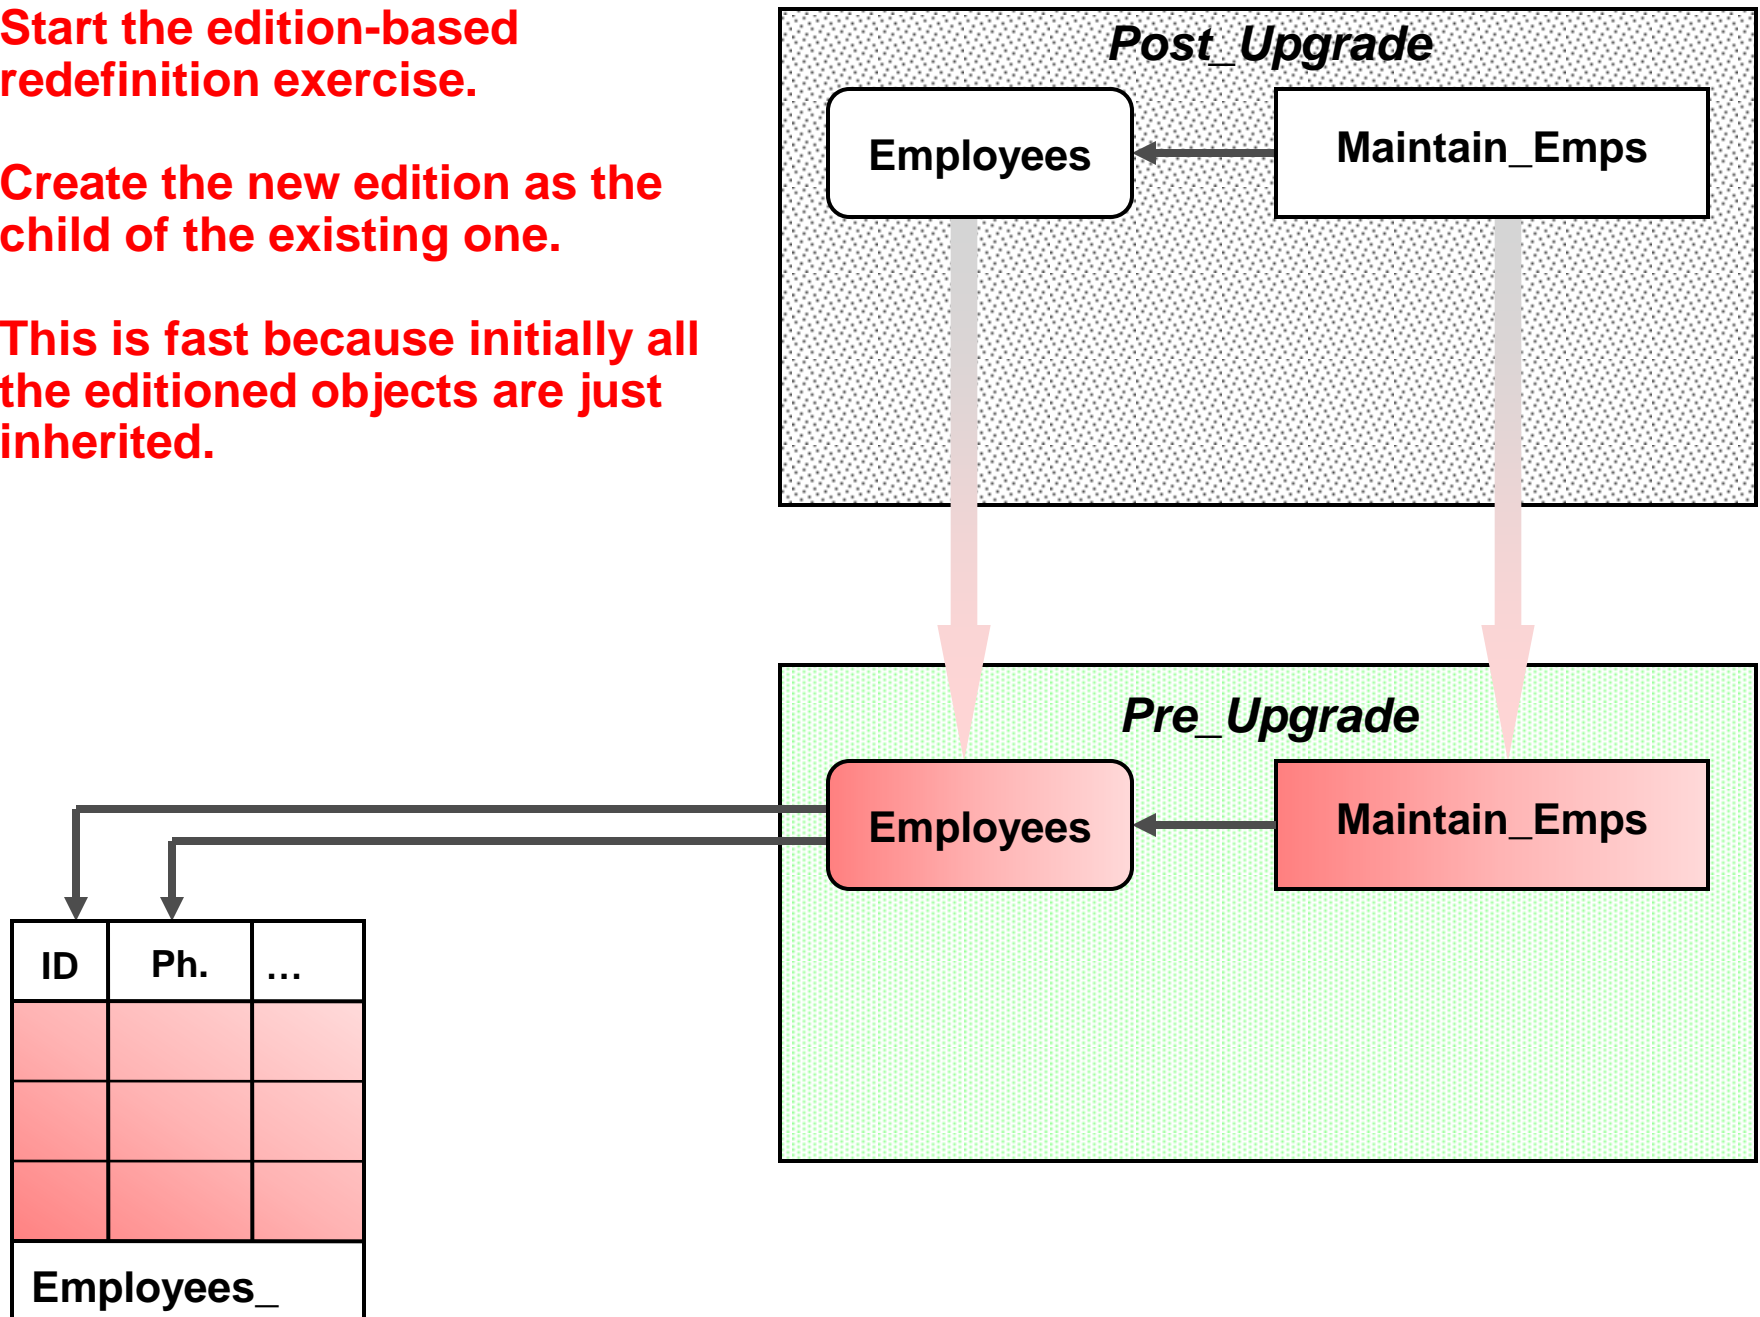 Start the edition-based
redefinition exercise.
Create the new edition as the
child of the existing one.
This is fast because initially all
the editioned objects are just
inherited.
Post_Upgrade
Employees
Maintain_Emps
Pre_Upgrade
Employees
Maintain_Emps
ID
Ph.
…
Employees_